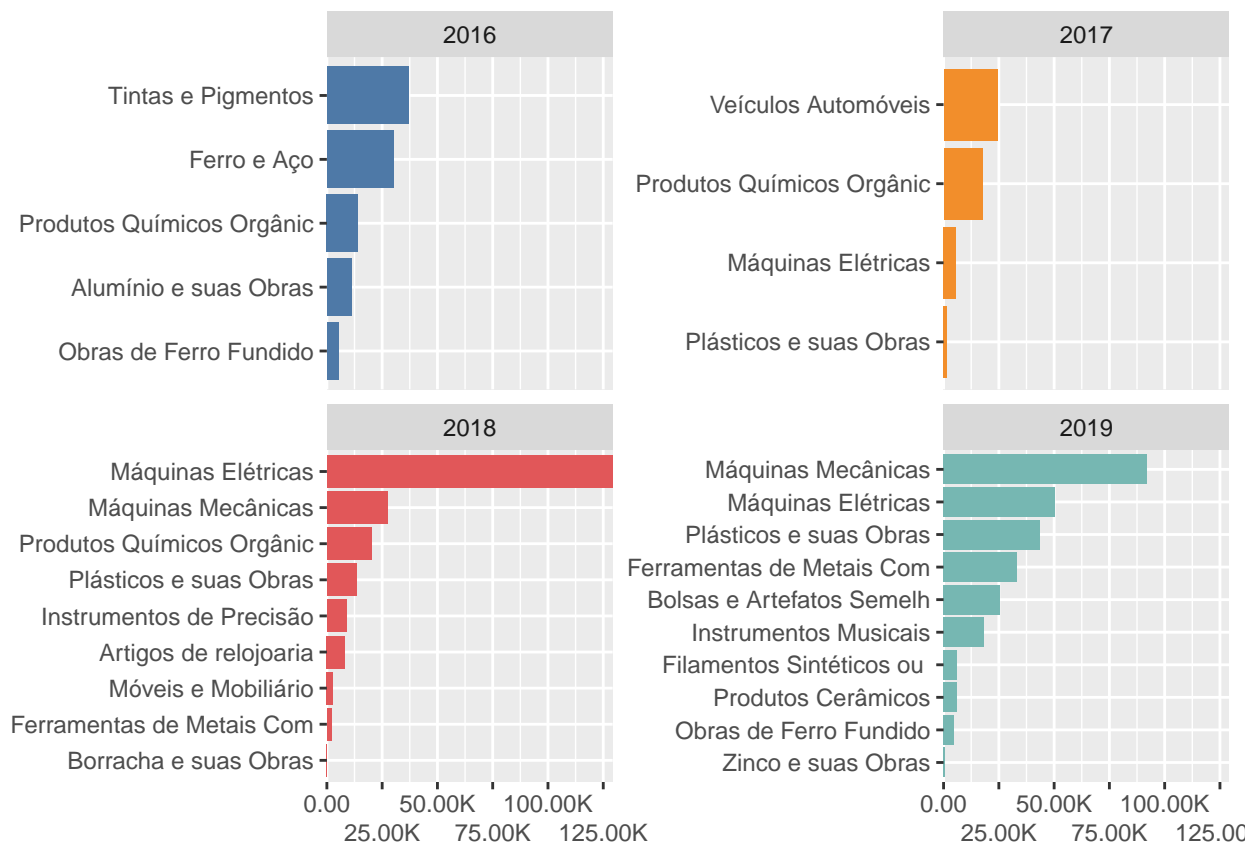 2016
Tintas e Pigmentos
Ferro e Aço
Produtos Químicos Orgânic
Alumínio e suas Obras
Obras de Ferro Fundido
2017
Veículos Automóveis
Produtos Químicos Orgânic
Máquinas Elétricas
Plásticos e suas Obras
2018
Máquinas Elétricas
Máquinas Mecânicas
Produtos Químicos Orgânic
Plásticos e suas Obras
Instrumentos de Precisão
Artigos de relojoaria
Móveis e Mobiliário
Ferramentas de Metais Com
Borracha e suas Obras
0.00 50.00K 100.00K
25.00K 75.00K 125.00K
2019
Máquinas Mecânicas
Máquinas Elétricas
Plásticos e suas Obras
Ferramentas de Metais Com
Bolsas e Artefatos Semelh
Instrumentos Musicais
Filamentos Sintéticos ou
Produtos Cerâmicos
Obras de Ferro Fundido
Zinco e suas Obras
0.00 50.00K 100.00K
25.00K 75.00K 125.00